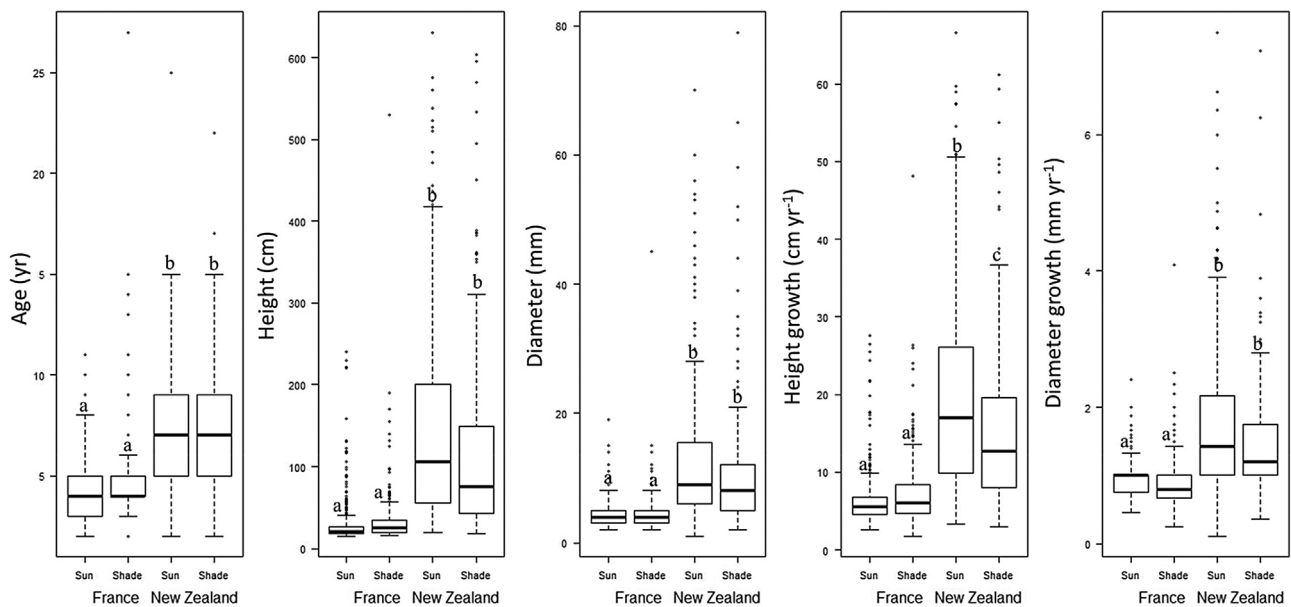 Age (yr)
25
20
5
10
5
a
a
b
b
Sun Shade Sun Shade
France New Zealand
Height (cm)
600
500
400
300
200
100
0
a
a
b
b
Sun Shade Sun Shade
France New Zealand
Diameter (mm)
80
60
40
20
0
a
a
b
b
Sun Shade Sun Shade
France New Zealand
Height growth (cm yr-1)
60
50
40
30
20
10
0
a
a
b
c
Sun Shade Sun Shade
France New Zealand
Diameter growth (mm yr-1)
6
4
2
0
a
a
b
b
Sun Shade Sun Shade
France New Zealand